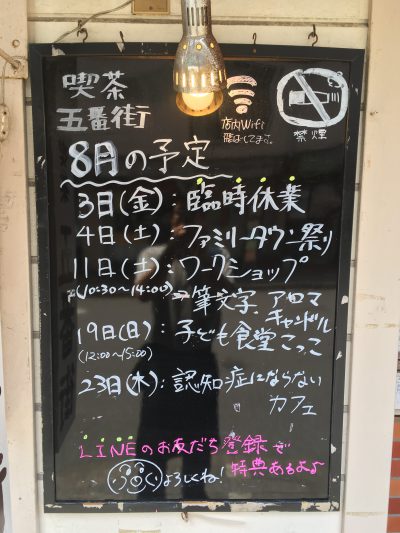 喫茶
五番街
店内Wifi
飛ばしてます。
禁煙
8月の予定
3日(金):臨時休業
4日(土):ファミリータウン祭り
11日(土):ワークショップ
(10:30〜14:00)
筆文字、アロマ
キャンドル
19日(日):子ども食堂こっこ
(12:00〜15:00)
23日(木):認知症にならない
カフェ
LINEのお友だち登録で
特典あるよ♪
よろしくね!